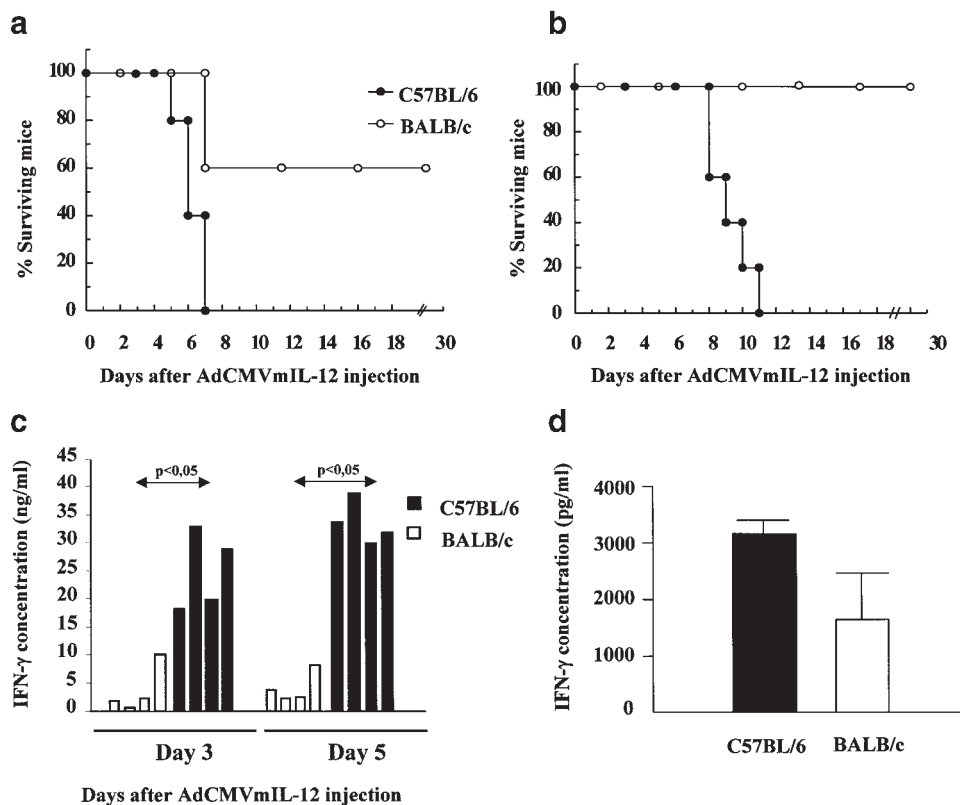 a
100
80
60
40
20
0
% Surviving mice
0 2 4 6 8 10 12 14 16 18 30
Days after AdCMVmIL-12 injection
C57BL/6
BALB/c
b
100
80
60
40
20
0
% Surviving mice
0 2 4 6 8 10 12 14 16 18 30
Days after AdCMVmIL-12 injection
c
45
40
35
30
25
20
15
10
5
0
IFN-γ concentration (ng/ml)
p<0,05
p<0,05
C57BL/6
BALB/c
Day 3
Day 5
Days after AdCMVmIL-12 injection
d
4000
3000
2000
1000
0
IFN-γ concentration (pg/ml)
C57BL/6
BALB/c